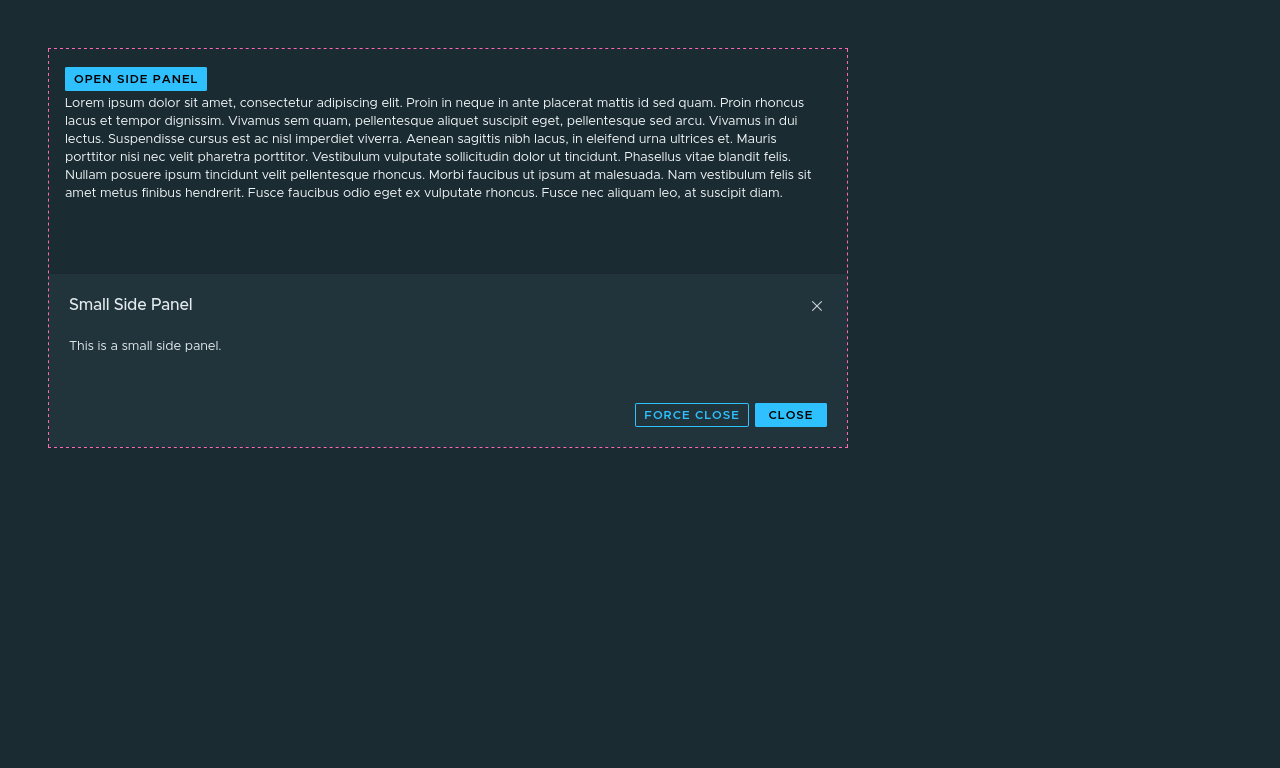 OPEN SIDE PANEL
Lorem ipsum dolor sit amet, consectetur adipiscing elit. Proin in neque in ante placerat mattis id sed quam. Proin rhoncus
lacus et tempor dignissim. Vivamus sem quam, pellentesque aliquet suscipit eget, pellentesque sed arcu. Vivamus in dui
lectus. Suspendisse cursus est ac nisl imperdiet viverra. Aenean sagittis nibh lacus, in eleifend urna ultrices et. Mauris
porttitor nisi nec velit pharetra porttitor. Vestibulum vulputate sollicitudin dolor ut tincidunt. Phasellus vitae blandit felis.
Nullam posuere ipsum tincidunt velit pellentesque rhoncus. Morbi faucibus ut ipsum at malesuada. Nam vestibulum felis sit
amet metus finibus hendrerit. Fusce faucibus odio eget ex vulputate rhoncus. Fusce nec aliquam leo, at suscipit diam.
Small Side Panel
This is a small side panel.
FORCE CLOSE CLOSE